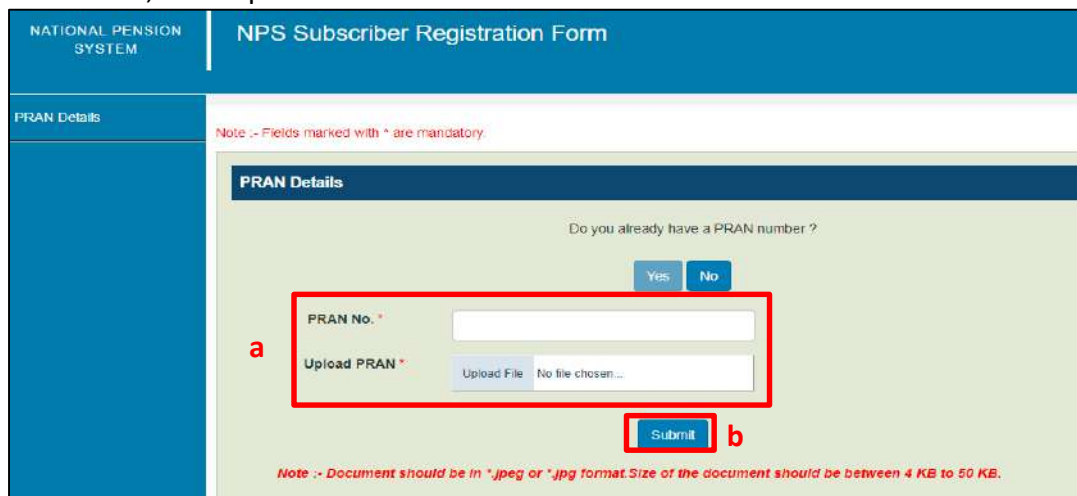 NATIONAL PENSION
SYSTEM
NPS Subscriber Registration Form
PRAN Details
Note :- Fields marked with * are mandatory.
PRAN Details
Do you already have a PRAN number ?
Yes No
PRAN No. *
a
Upload PRAN *
Upload File No file chosen...
Submit b
Note :- Document should be in *.jpeg or *.jpg format.Size of the document should be between 4 KB to 50 KB.